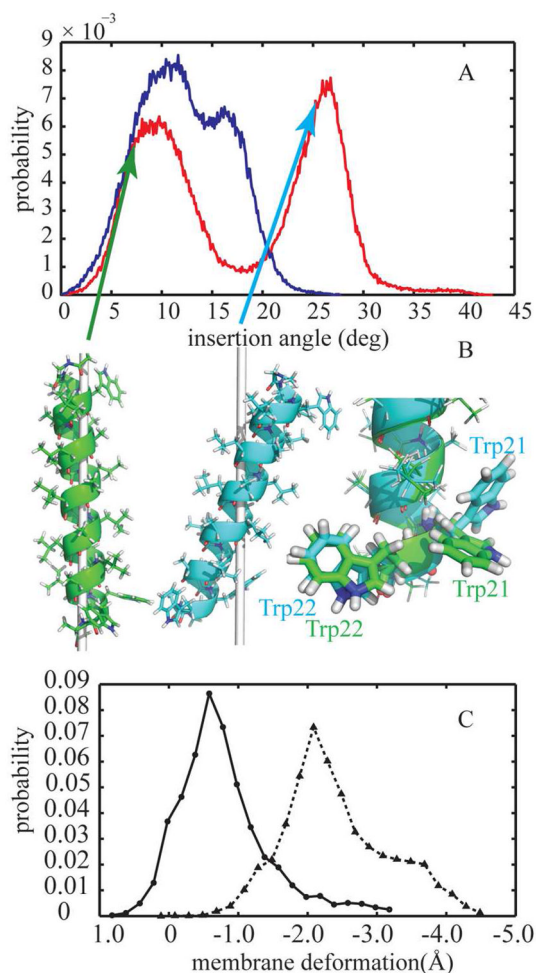 ×10⁻³
9
8
7
6
5
4
3
2
1
0
probability
A
0 5 10 15 20 25 30 35 40 45
insertion angle (deg)
B
Trp21
Trp21
Trp22
Trp22
0.09
0.08
0.07
0.06
0.05
0.04
0.03
0.02
0.01
0
probability
C
1.0 0 -1.0 -2.0 -3.0 -4.0 -5.0
membrane deformation(Å)